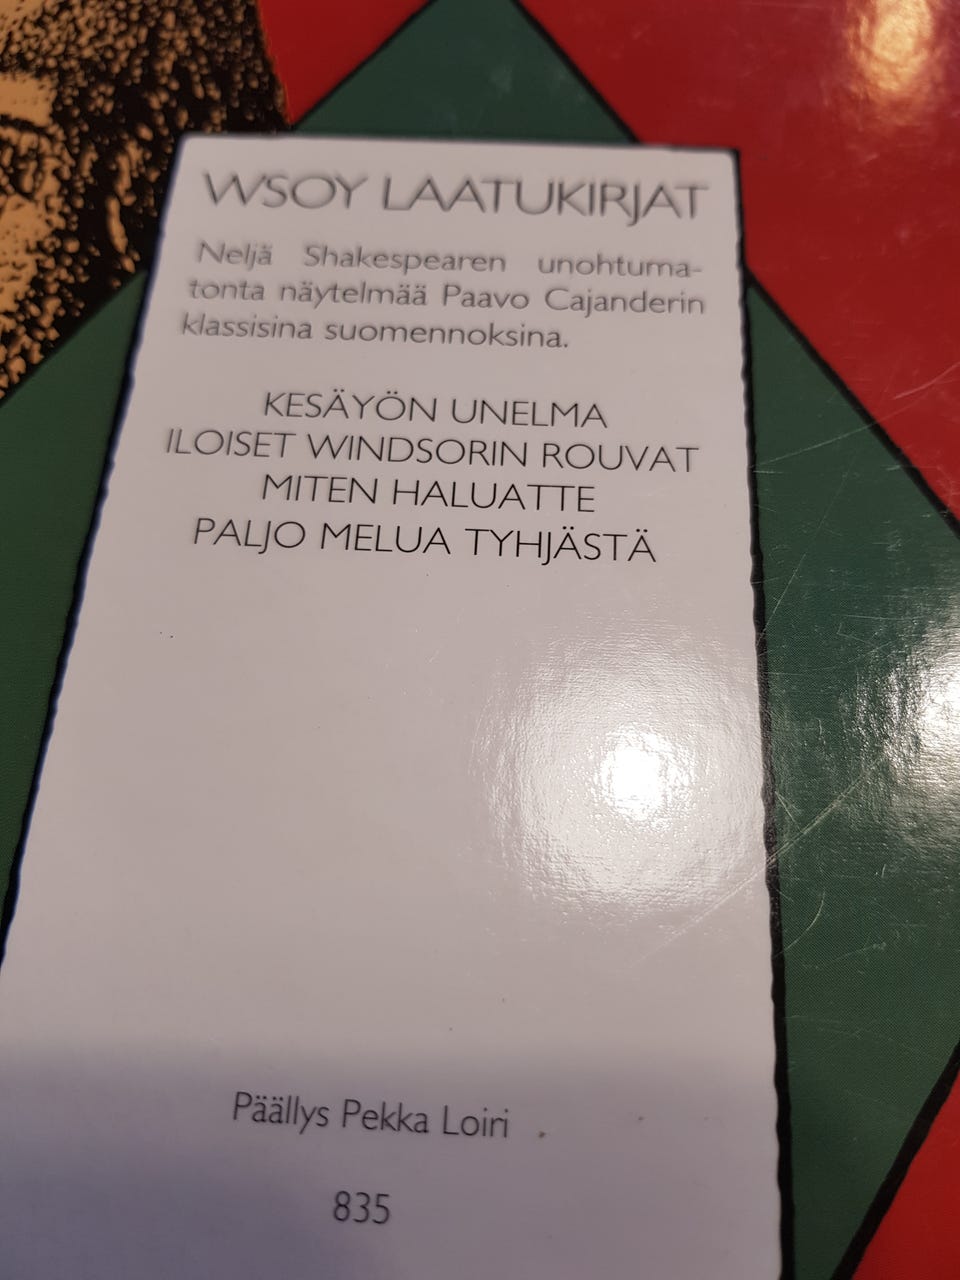 WSOY LAATUKIRJAT
Neljä Shakespearen unohtuma-
tonta näytelmää Paavo Cajanderin
klassisina suomennoksina.
KESÄYÖN UNELMA
ILOISET WINDSORIN ROUVAT
MITEN HALUATTE
PALJO MELUA TYHJÄSTÄ
Päällys Pekka Loiri
835